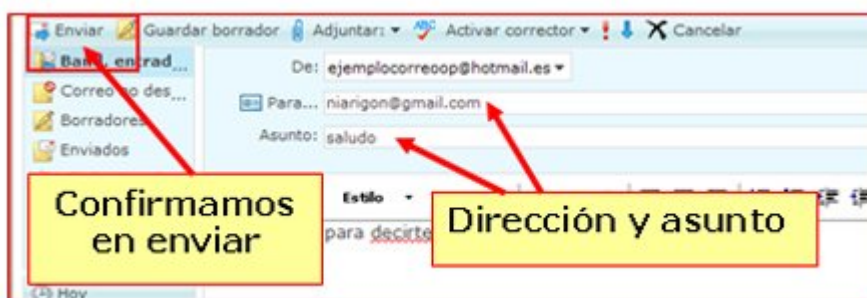 Enviar Guardar borrador Adjuntar: Activar corrector Cancelar
De: ejemplocorreoop@hotmail.es
Correo no des...
Para... niarigon@gmail.com
Borradores
Asunto: saludo
Enviados
Confirmamos
en enviar
Estilo
Dirección y asunto
para decirte
Hoy